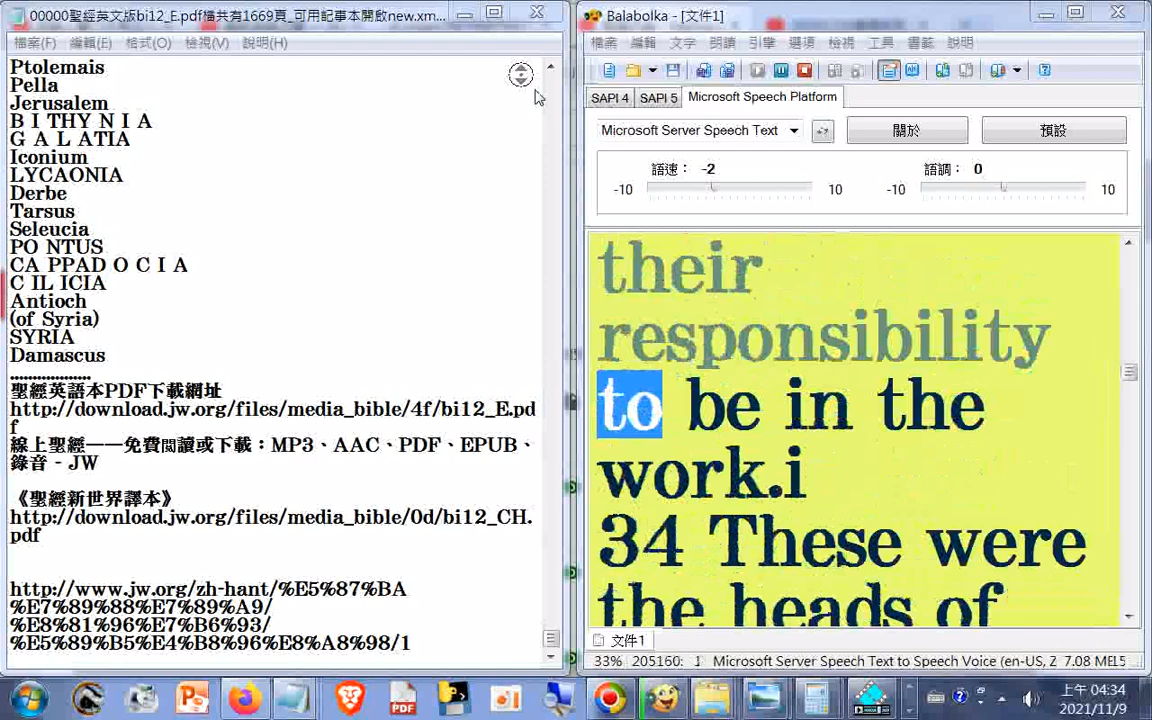 00000聖經英文版bi12_E.pdf檔共有1669頁_可用記事本開啟new.xm...
檔案(F) 編輯(E) 格式(O) 檢視(V) 說明(H)
Ptolemais
Pella
Jerusalem
B I THY N I A
G A L ATIA
Iconium
LYCAONIA
Derbe
Tarsus
Seleucia
PO NTUS
CA PPAD O C I A
C IL ICIA
Antioch
(of Syria)
SYRIA
Damascus
..................
聖經英語本PDF下載網址
http://download.jw.org/files/media_bible/4f/bi12_E.pd
f
線上聖經——免費閱讀或下載：MP3、AAC、PDF、EPUB、
錄音 - JW
《聖經新世界譯本》
http://download.jw.org/files/media_bible/0d/bi12_CH.
pdf
http://www.jw.org/zh-hant/%E5%87%BA
%E7%89%88%E7%89%A9/
%E8%81%96%E7%B6%93/
%E5%89%B5%E4%B8%96%E8%A8%98/1
Balabolka - [文件1]
檔案 編輯 文字 朗讀 引擎 選項 檢視 工具 書籤 說明
SAPI 4 SAPI 5 Microsoft Speech Platform
Microsoft Server Speech Text 關於 預設
語速： -2 語調： 0
-10 10 -10 10
their
responsibility
to be in the
work.i
34 These were
the heads of
文件1
33% 205160: 1 Microsoft Server Speech Text to Speech Voice (en-US, Z 7.08 MB
上午 04:34
2021/11/9